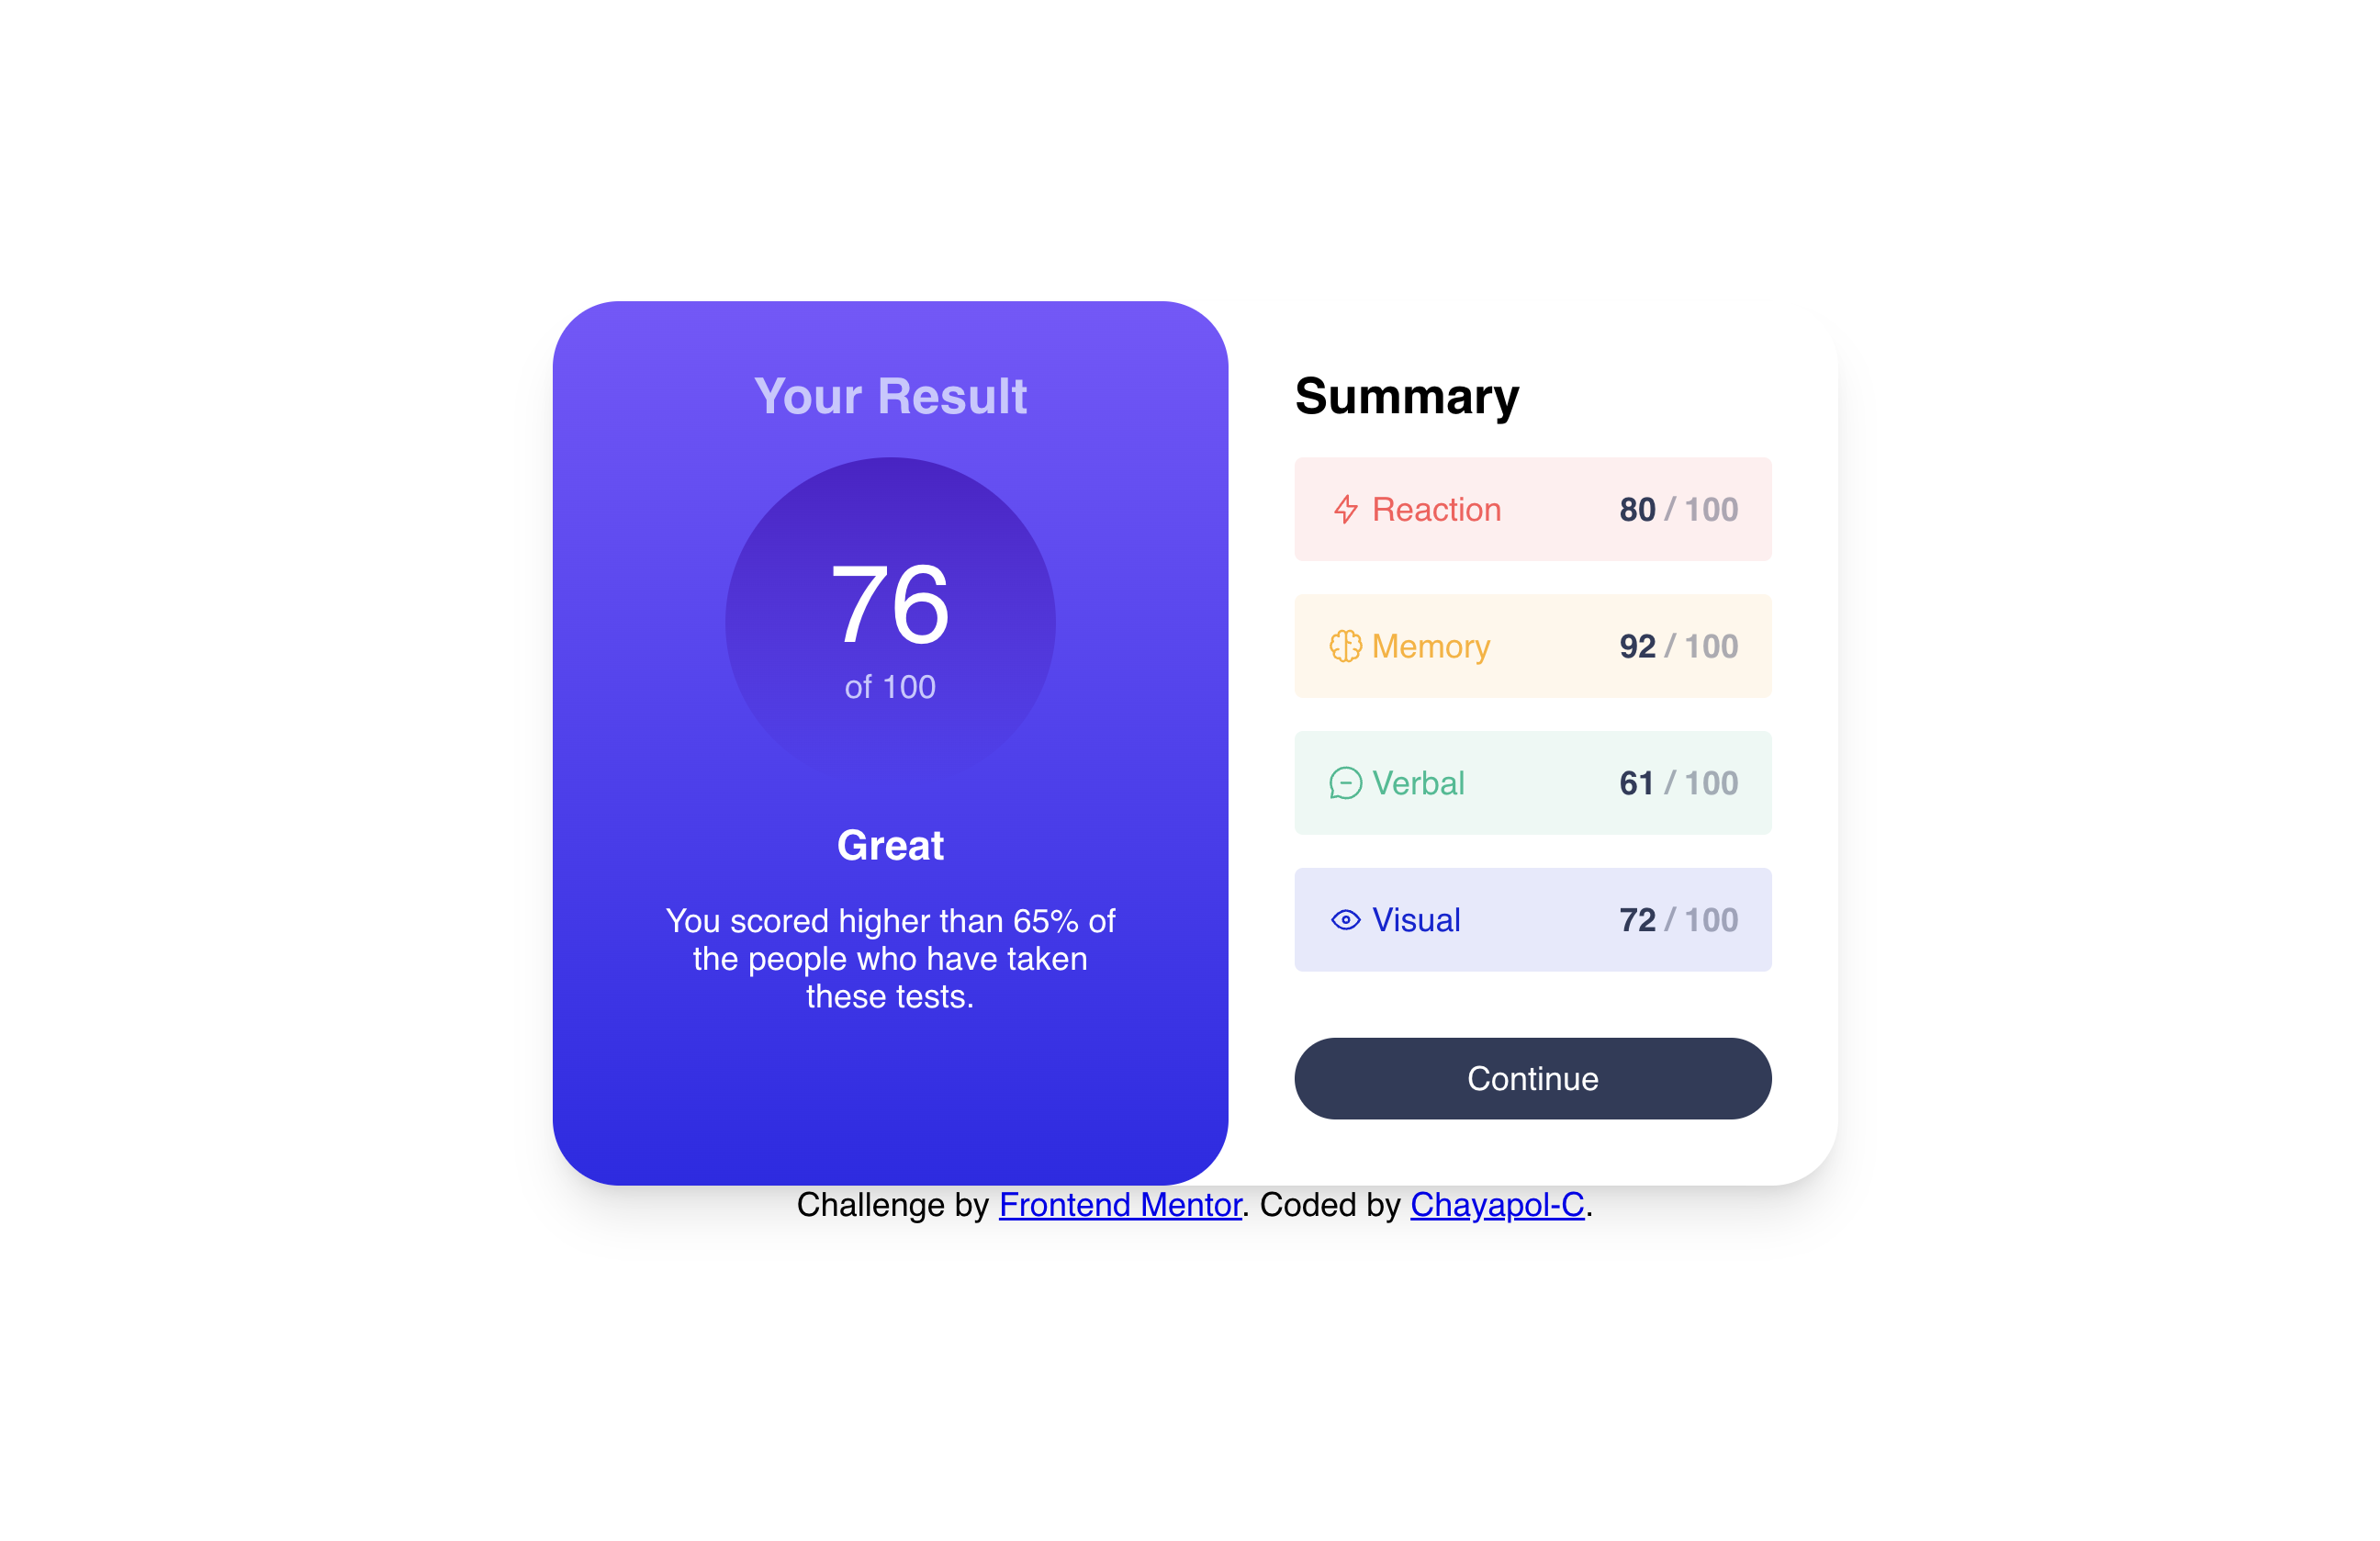 Your Result
76
of 100
Great
You scored higher than 65% of
the people who have taken
these tests.
Summary
Reaction 80 / 100
Memory 92 / 100
Verbal 61 / 100
Visual 72 / 100
Continue
Challenge by Frontend Mentor. Coded by Chayapol-C.